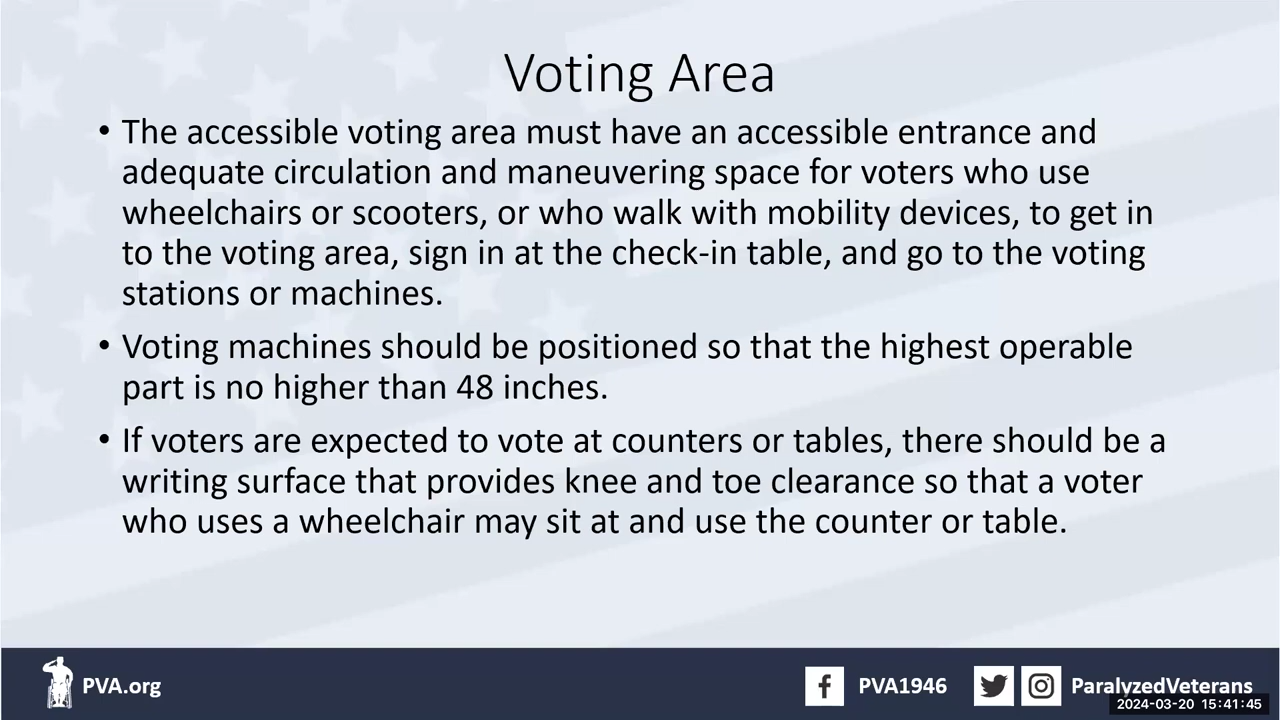 Voting Area
• The accessible voting area must have an accessible entrance and
adequate circulation and maneuvering space for voters who use
wheelchairs or scooters, or who walk with mobility devices, to get in
to the voting area, sign in at the check-in table, and go to the voting
stations or machines.
• Voting machines should be positioned so that the highest operable
part is no higher than 48 inches.
• If voters are expected to vote at counters or tables, there should be a
writing surface that provides knee and toe clearance so that a voter
who uses a wheelchair may sit at and use the counter or table.
PVA.org
PVA1946
ParalyzedVeterans
2024-03-20 15:41:45